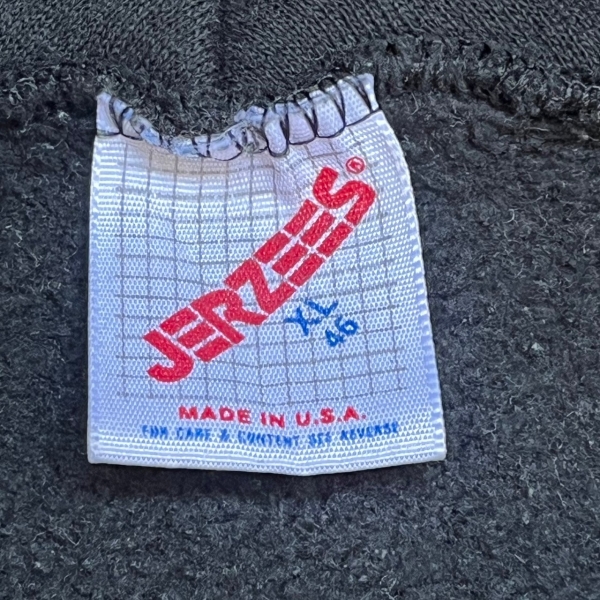 JERZEES®
XL
46
MADE IN U.S.A.
FOR CARE & CONTENT SEE REVERSE